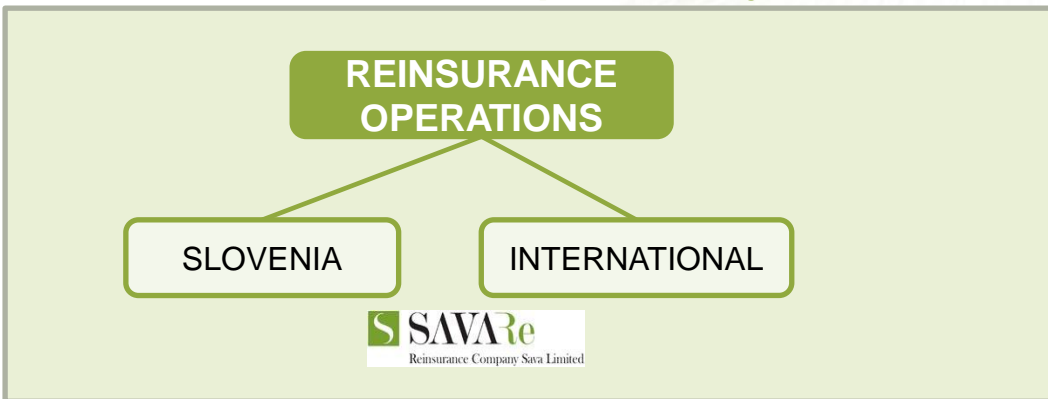 REINSURANCE
OPERATIONS
SLOVENIA
INTERNATIONAL
S SAVARe
Reinsurance Company Sava Limited